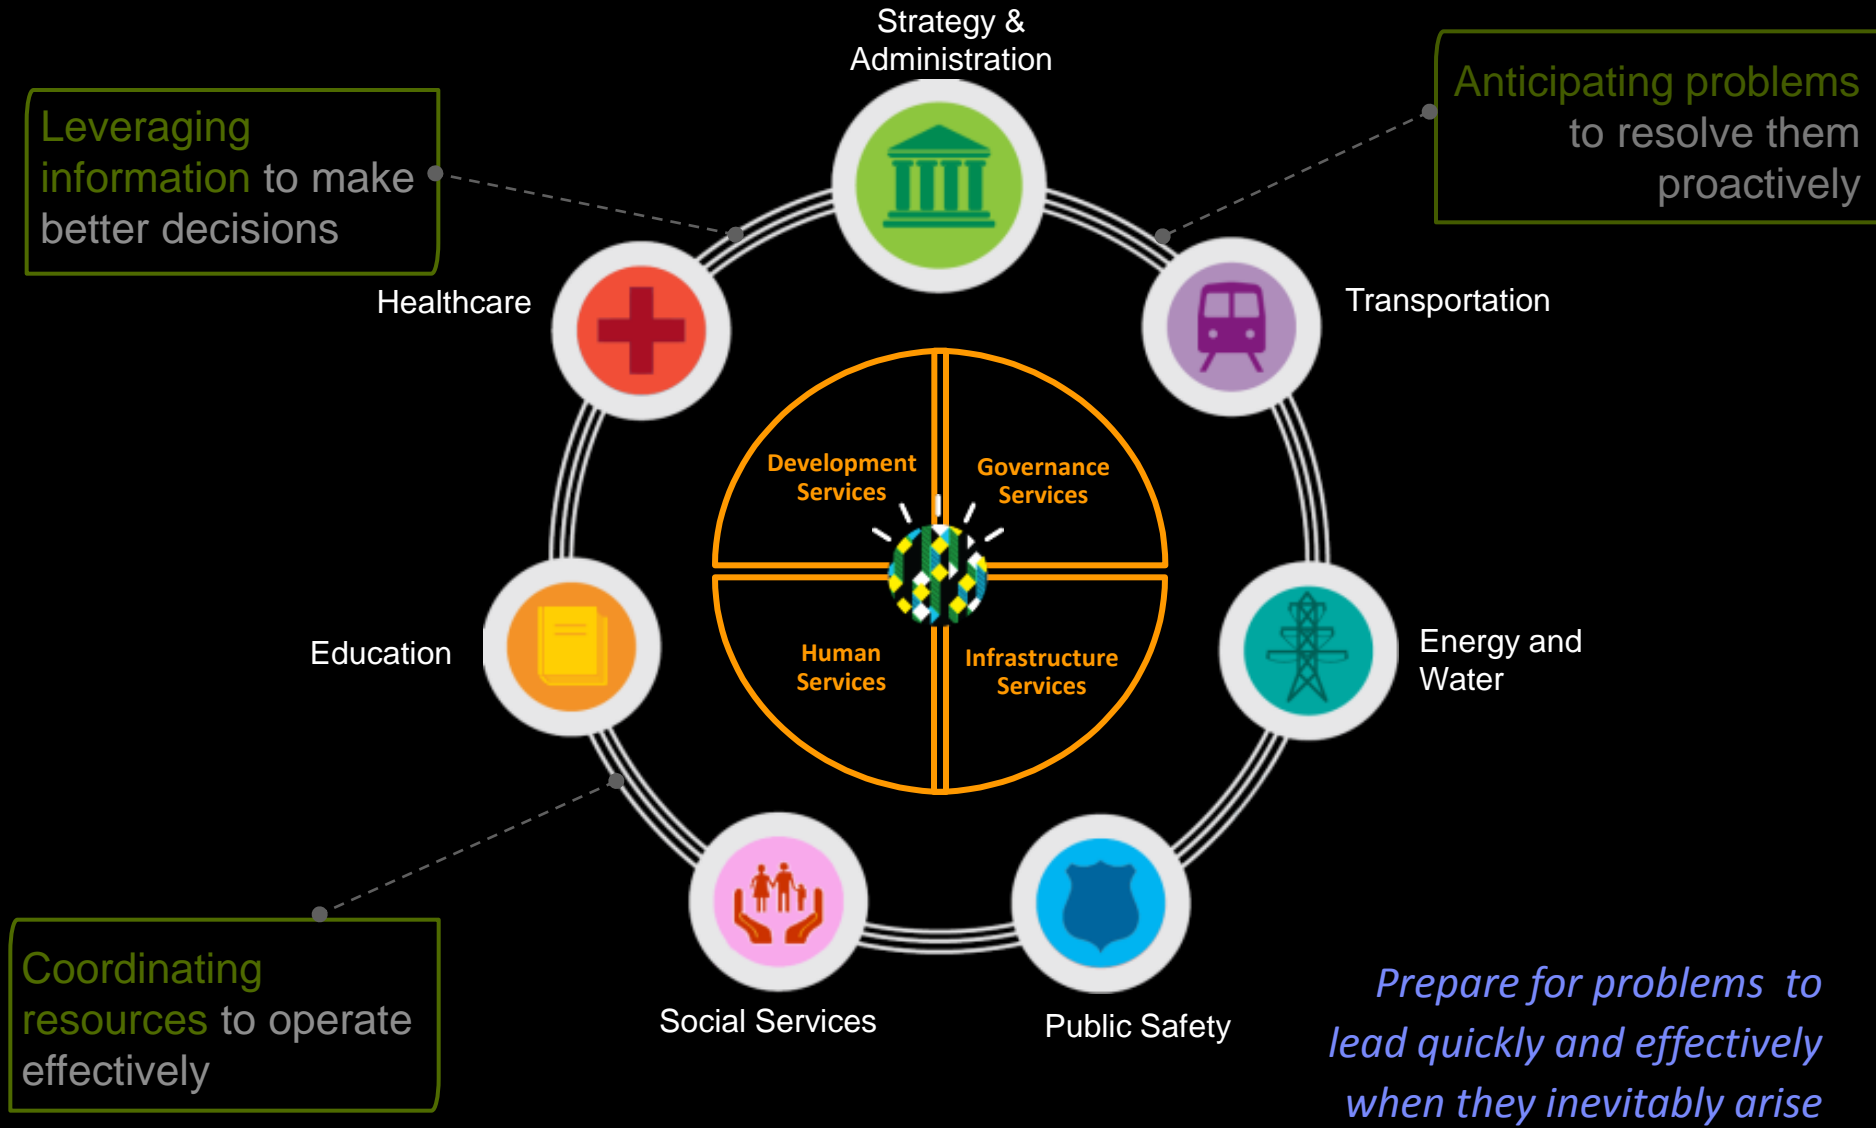 Strategy &
Administration
Leveraging
information to make
better decisions
Anticipating problems
to resolve them
proactively
Healthcare
Transportation
Development
Services
Governance
Services
Education
Human
Services
Infrastructure
Services
Energy and
Water
Coordinating
resources to operate
effectively
Social Services
Public Safety
Prepare for problems  to
lead quickly and effectively
when they inevitably arise